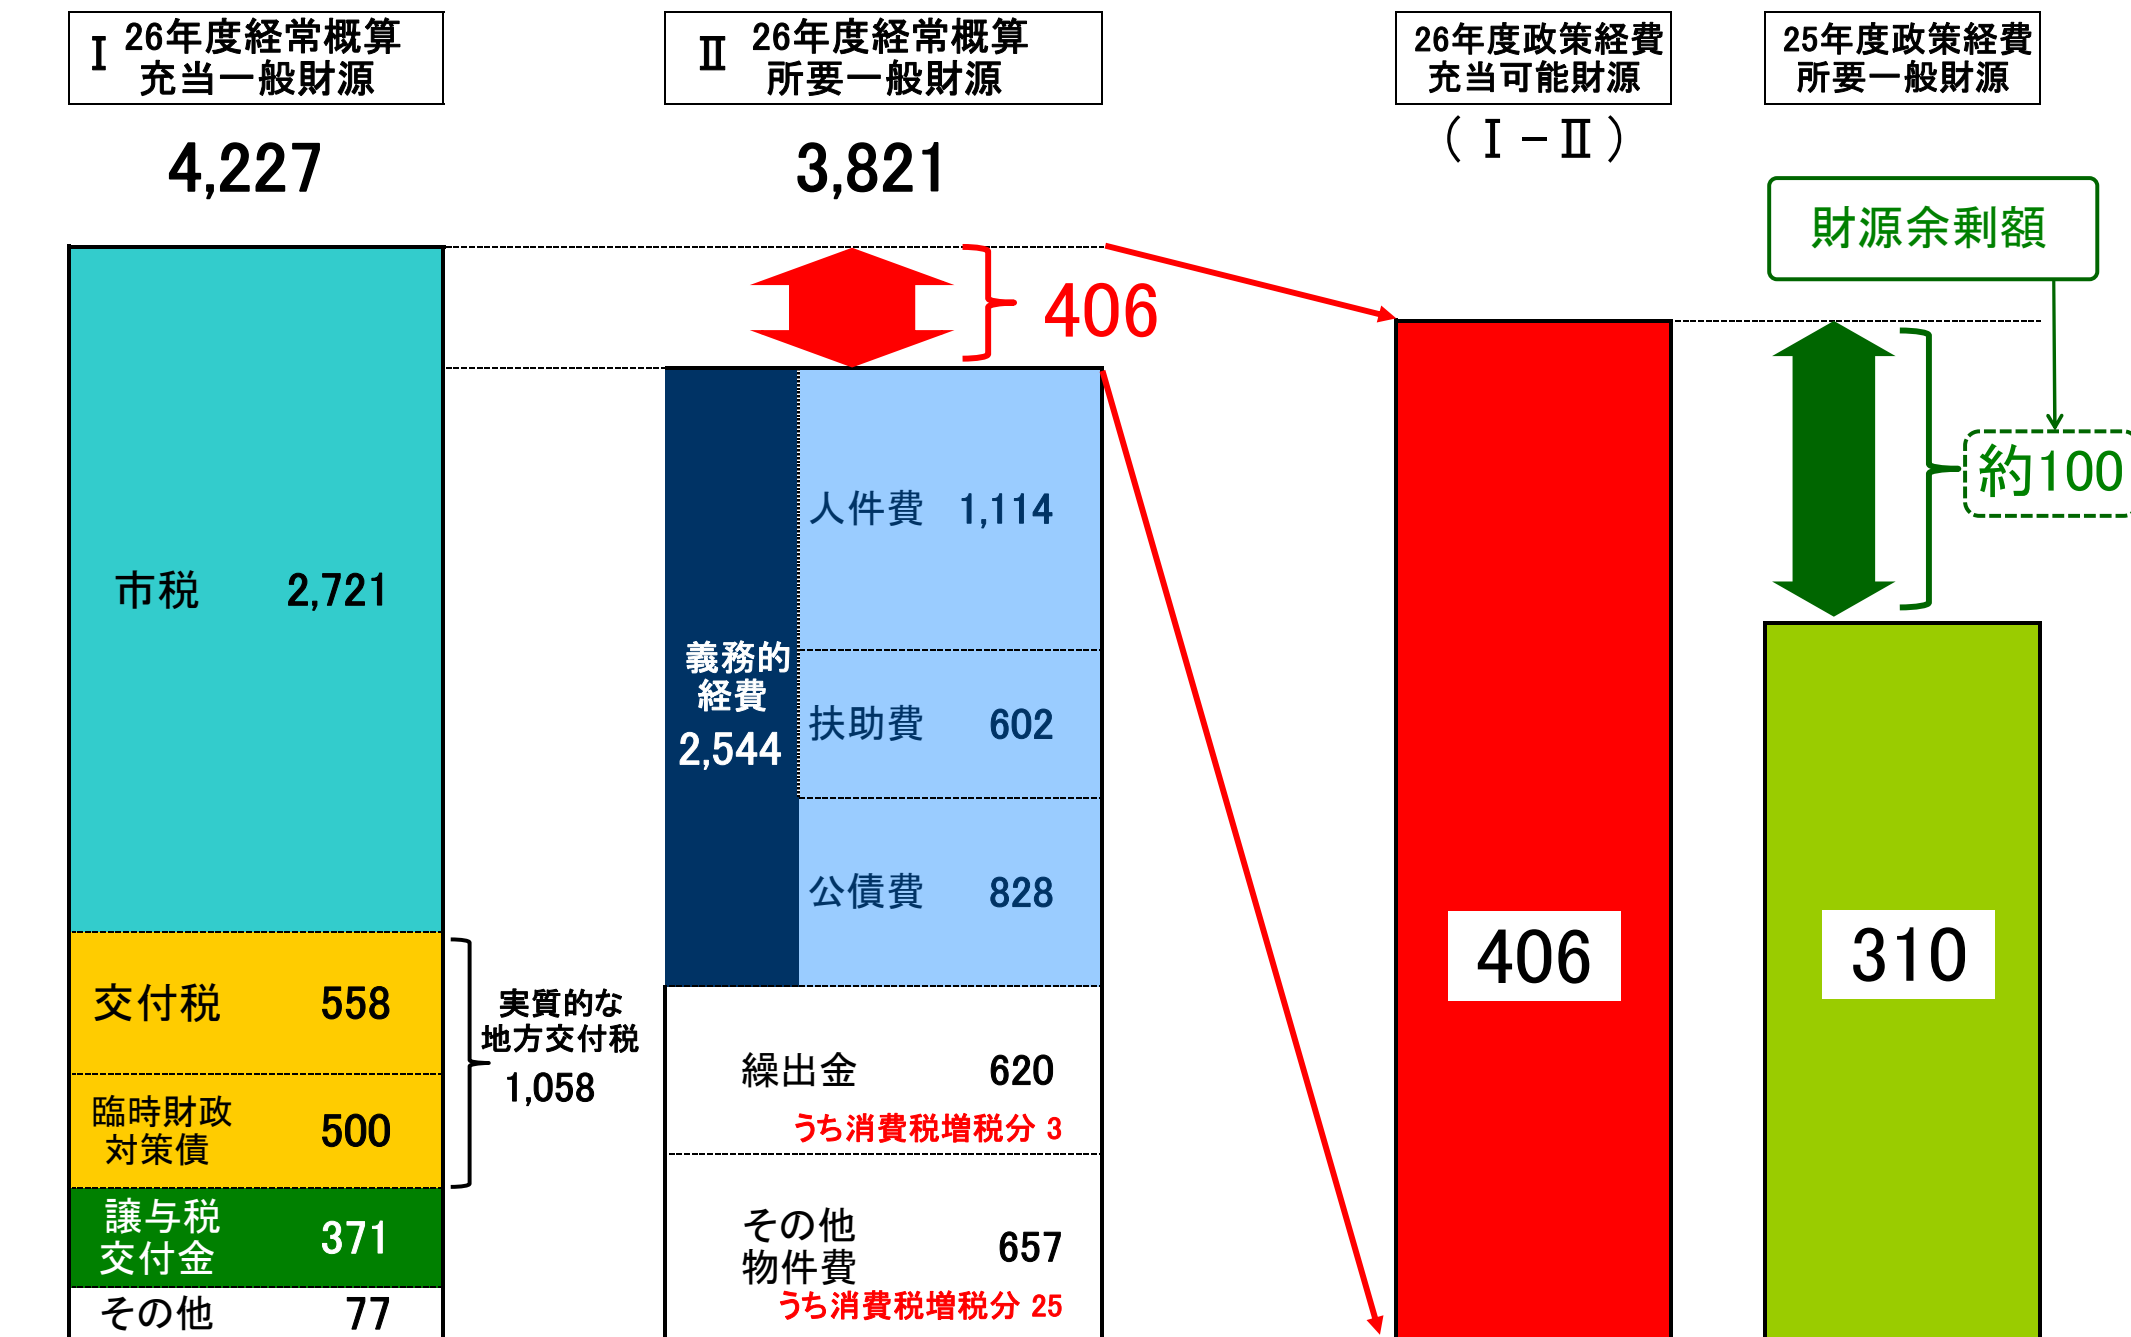 Ⅰ 26年度経常概算
充当一般財源
4,227
市税 2,721
交付税 558
臨時財政
対策債 500
譲与税
交付金 371
その他 77
実質的な
地方交付税
1,058
Ⅱ 26年度経常概算
所要一般財源
3,821
406
義務的
経費
2,544
人件費 1,114
扶助費 602
公債費 828
繰出金 620
うち消費税増税分 3
その他
物件費 657
うち消費税増税分 25
26年度政策経費
充当可能財源
(Ⅰ-Ⅱ)
406
25年度政策経費
所要一般財源
財源余剰額
約100
310